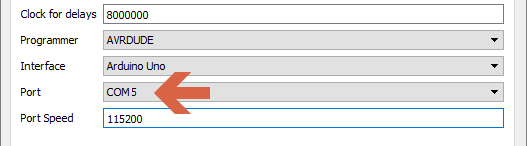 Clock for delays 8000000
Programmer AVRDUDE
Interface Arduino Uno
Port COM5
Port Speed 115200